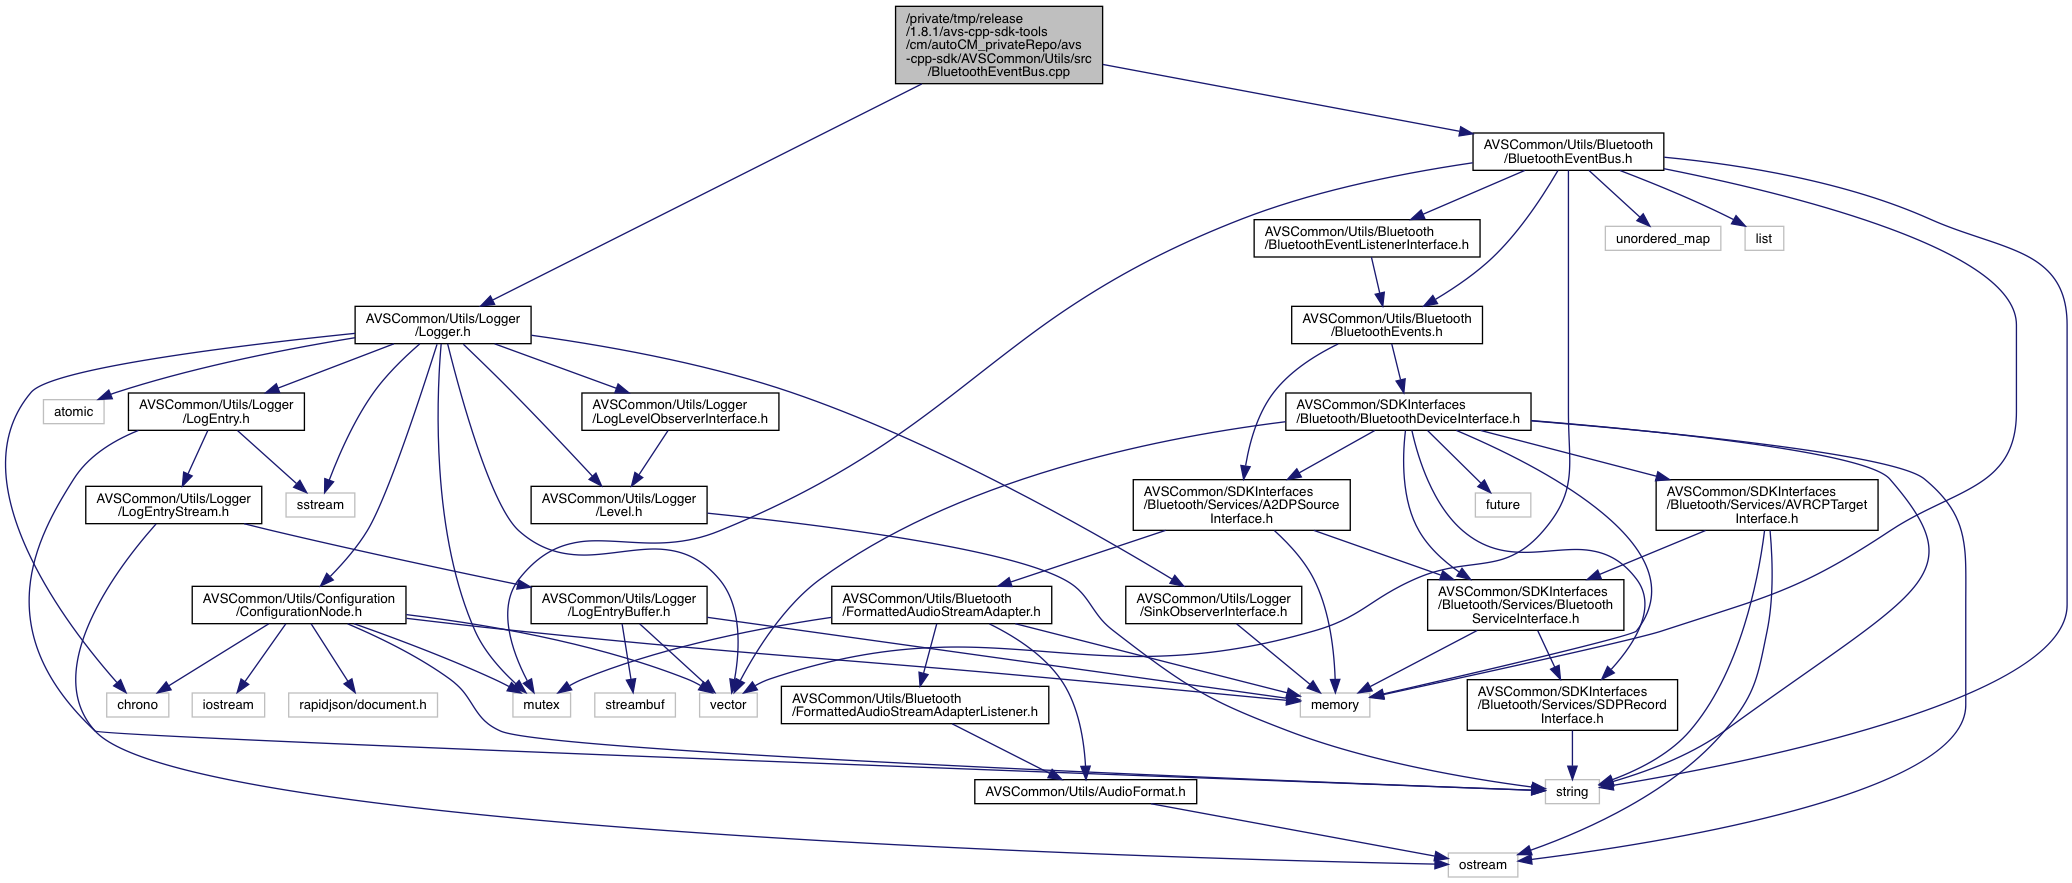 /private/tmp/release
/1.8.1/avs-cpp-sdk-tools
/cm/autoCM_privateRepo/avs
-cpp-sdk/AVSCommon/Utils/src
/BluetoothEventBus.cpp
AVSCommon/Utils/Bluetooth
/BluetoothEventBus.h
AVSCommon/Utils/Bluetooth
/BluetoothEventListenerInterface.h
unordered_map
list
AVSCommon/Utils/Logger
/Logger.h
AVSCommon/Utils/Bluetooth
/BluetoothEvents.h
atomic
AVSCommon/Utils/Logger
/LogEntry.h
AVSCommon/Utils/Logger
/LogLevelObserverInterface.h
AVSCommon/SDKInterfaces
/Bluetooth/BluetoothDeviceInterface.h
AVSCommon/Utils/Logger
/LogEntryStream.h
sstream
AVSCommon/Utils/Logger
/Level.h
AVSCommon/SDKInterfaces
/Bluetooth/Services/A2DPSource
Interface.h
future
AVSCommon/SDKInterfaces
/Bluetooth/Services/AVRCPTarget
Interface.h
AVSCommon/Utils/Configuration
/ConfigurationNode.h
AVSCommon/Utils/Logger
/LogEntryBuffer.h
AVSCommon/Utils/Bluetooth
/FormattedAudioStreamAdapter.h
AVSCommon/Utils/Logger
/SinkObserverInterface.h
AVSCommon/SDKInterfaces
/Bluetooth/Services/Bluetooth
ServiceInterface.h
chrono
iostream
rapidjson/document.h
mutex
streambuf
vector
AVSCommon/Utils/Bluetooth
/FormattedAudioStreamAdapterListener.h
memory
AVSCommon/SDKInterfaces
/Bluetooth/Services/SDPRecord
Interface.h
AVSCommon/Utils/AudioFormat.h
string
ostream